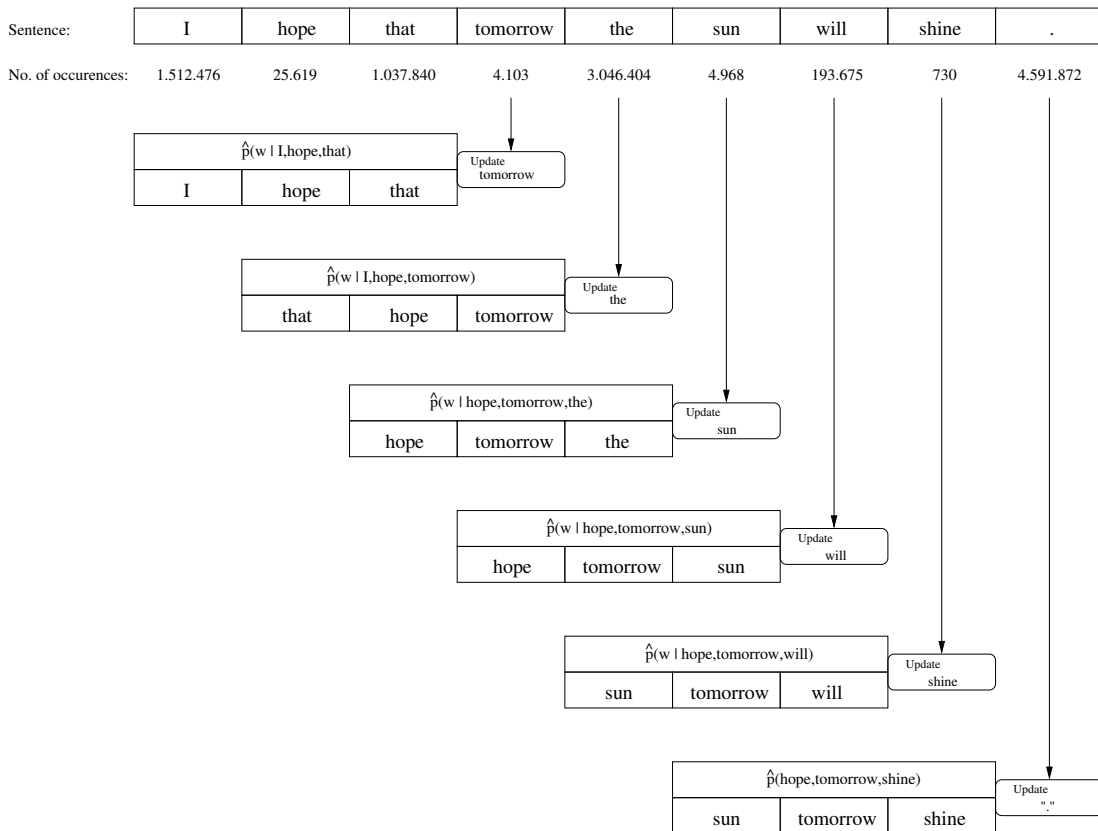 Sentence: I hope that tomorrow the sun will shine .
No. of occurences: 1.512.476 25.619 1.037.840 4.103 3.046.404 4.968 193.675 730 4.591.872
p̂(w | I,hope,that)
Update
tomorrow
I hope that
p̂(w | I,hope,tomorrow)
Update
the
that hope tomorrow
p̂(w | hope,tomorrow,the)
Update
sun
hope tomorrow the
p̂(w | hope,tomorrow,sun)
Update
will
hope tomorrow sun
p̂(w | hope,tomorrow,will)
Update
shine
sun tomorrow will
p̂(hope,tomorrow,shine)
Update
"."
sun tomorrow shine